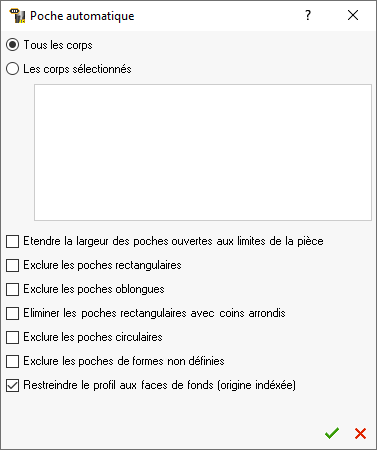 Poche automatique
?
Tous les corps
Les corps sélectionnés
Etendre la largeur des poches ouvertes aux limites de la pièce
Exclure les poches rectangulaires
Exclure les poches oblongues
Eliminer les poches rectangulaires avec coins arrondis
Exclure les poches circulaires
Exclure les poches de formes non définies
Restreindre le profil aux faces de fonds (origine indéxée)